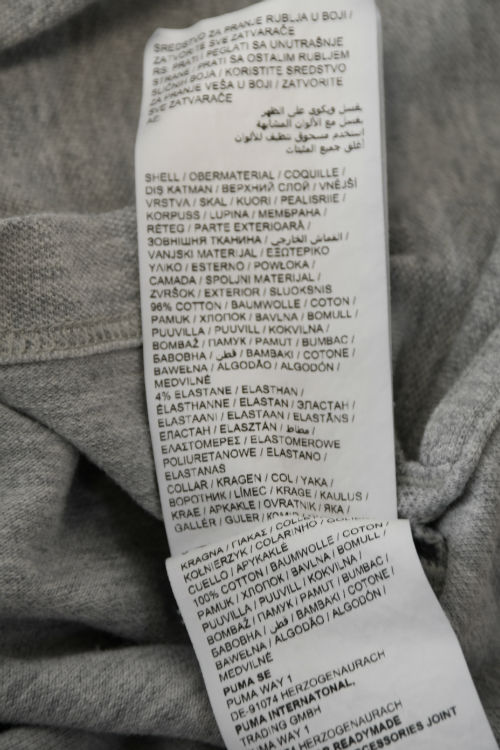 SREDSTVO ZA PRANJE RUBLJA U BOJI /
ZATVORITE SVE ZATVARAČE
RS: PRATI I PEGLATI SA UNUTRAŠNJE
STRANE / PRATI SA OSTALIM RUBLJEM
SLIČNIH BOJA / KORISTITE SREDSTVO
ZA PRANJE VEŠA U BOJI / ZATVORITE
SVE ZATVARAČE
AE:
يغسل ويكوى على الظهر
يغسل مع الألوان المشابهة
استخدم مسحوق تنظيف للألوان
أغلق جميع المثبتات
SHELL / OBERMATERIAL / COQUILLE /
DIŞ KATMAN / ВЕРХНИЙ СЛОЙ / VNĚJŠÍ
VRSTVA / SKAL / KUORI / PEALISRIIE /
KORPUSS / LUPINA / МЕМБРАНА /
RÉTEG / PARTE EXTERIOARĂ /
ЗОВНІШНЯ ТКАНИНА / القماش الخارجي /
VANJSKI MATERIJAL / ΕΞΩΤΕΡΙΚΟ
ΥΛΙΚΟ / ESTERNO / POWŁOKA /
CAMADA / SPOLJNI MATERIJAL /
ZVRŠOK / EXTERIOR / SLUOKSNIS
96% COTTON / BAUMWOLLE / COTON /
PAMUK / ХЛОПОК / BAVLNA / BOMULL /
PUUVILLA / PUUVILL / KOKVILNA /
BOMBAŽ / ПАМУК / PAMUT / BUMBAC /
БАВОВНА / قطن / ΒΑΜΒΑΚΙ / COTONE /
BAWEŁNA / ALGODÃO / ALGODÓN /
MEDVILNĖ
4% ELASTANE / ELASTHAN /
ÉLASTHANNE / ELASTAN / ЭЛАСТАН /
ELASTAANI / ELASTAAN / ELASTĀNS /
ЕЛАСТАН / ELASZTÁN / مطاط /
ΕΛΑΣΤΟΜΕΡΕΣ / ELASTOMEROWE
POLIURETANOWE / ELASTANO /
ELASTANAS
COLLAR / KRAGEN / COL / YAKA /
ВОРОТНИК / LÍMEC / KRAGE / KAULUS /
KRAE / APKAKLE / OVRATNIK / ЯКА /
GALLÉR / GULER /
KRAGNA / ΓΙΑΚΑΣ /
KOŁNIERZYK / COLARINHO /
CUELLO / APYKAKLĖ
100% COTTON / BAUMWOLLE / COTON /
PAMUK / ХЛОПОК / BAVLNA / BOMULL /
PUUVILLA / PUUVILL / KOKVILNA /
BOMBAŽ / ПАМУК / PAMUT / BUMBAC /
БАВОВНА / قطن / ΒΑΜΒΑΚΙ / COTONE /
BAWEŁNA / ALGODÃO / ALGODÓN /
MEDVILNĖ
PUMA SE
PUMA WAY 1
DE-91074 HERZOGENAURACH
PUMA INTERNATONAL.
TRADING GMBH
PUMA WAY 1
HERZOGENAURACH
READYMADE
ACCESSORIES JOINT